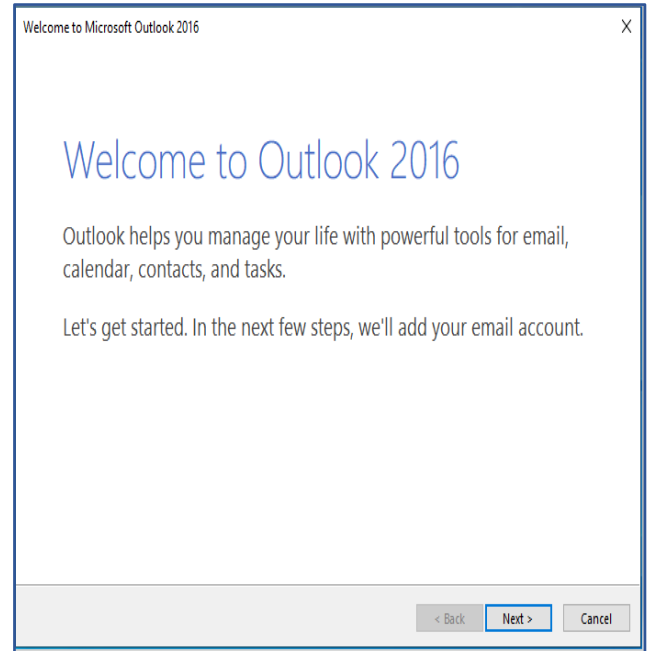 Welcome to Microsoft Outlook 2016
X
Welcome to Outlook 2016
Outlook helps you manage your life with powerful tools for email,
calendar, contacts, and tasks.
Let's get started. In the next few steps, we'll add your email account.
< Back Next > Cancel